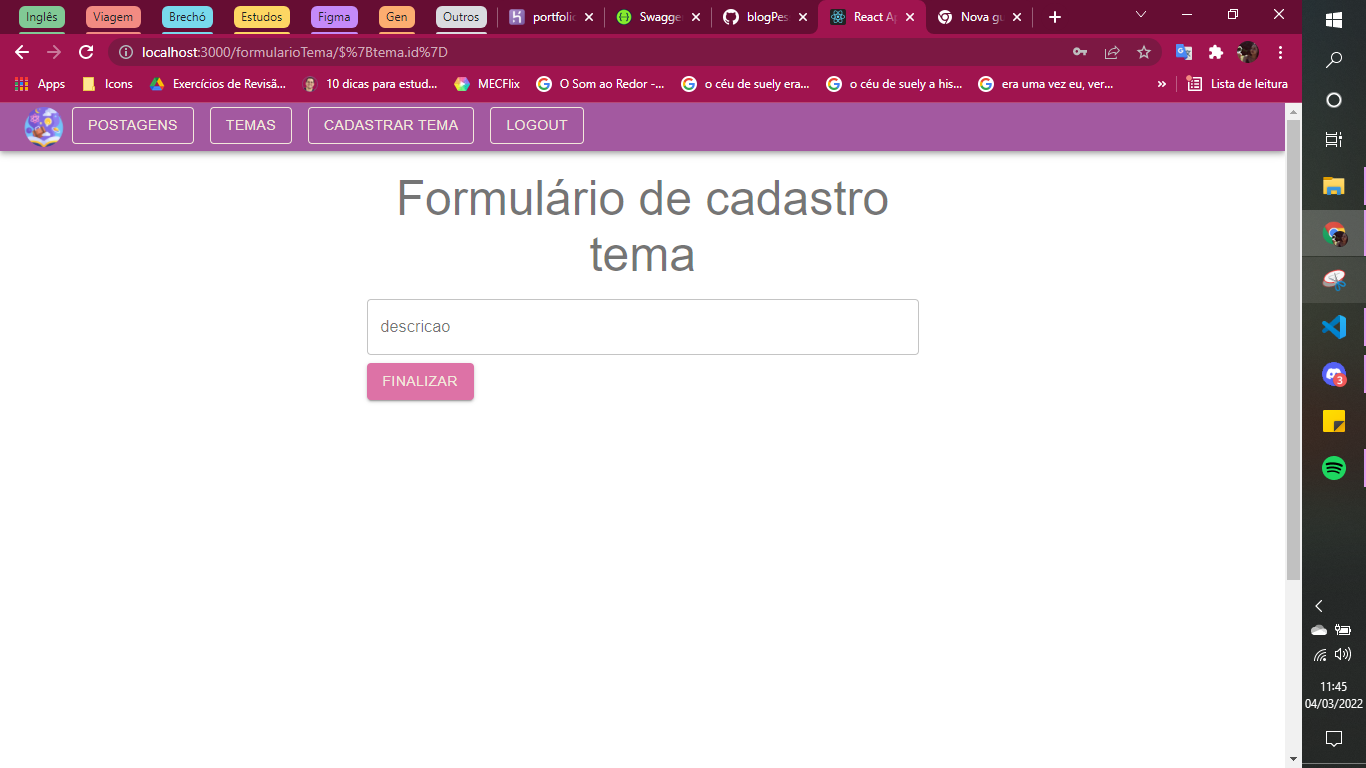 Inglês Viagem Brechó Estudos Figma Gen Outros portfolio Swagge blogPes React Ap Nova gu
localhost:3000/formularioTema/$%7Btema.id%7D
Apps Icons Exercícios de Revisã... 10 dicas para estud... MECFlix O Som ao Redor -... o céu de suely era... o céu de suely a his... era uma vez eu, ver... » Lista de leitura
POSTAGENS TEMAS CADASTRAR TEMA LOGOUT
Formulário de cadastro
tema
descricao
FINALIZAR
3
11:45
04/03/2022